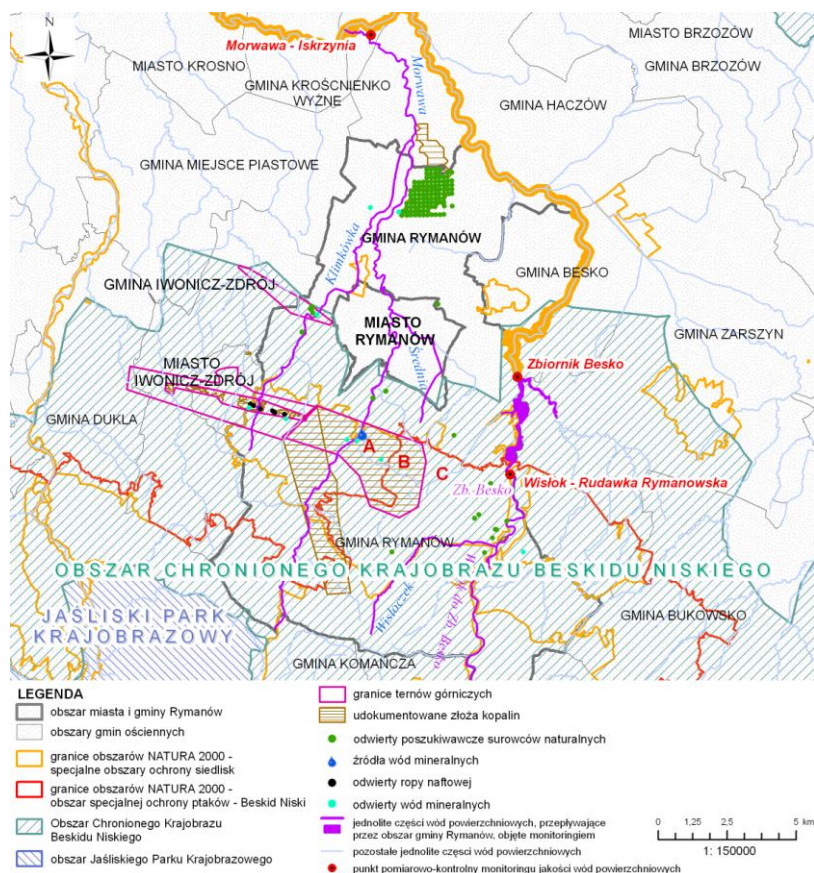 N
Morwawa - Iskrzynia
MIASTO BRZOZÓW
MIASTO KROSNO
Morwawa
GMINA BRZOZÓW
GMINA KROŚCIENKO
WYŻNE
GMINA HACZÓW
GMINA MIEJSCE PIASTOWE
GMINA RYMANÓW
Klimkówka
GMINA IWONICZ-ZDRÓJ
GMINA BESKO
MIASTO
RYMANÓW
GMINA ZARSZYN
Średnia
MIASTO
IWONICZ-ZDRÓJ
Zbiornik Besko
GMINA DUKLA
A
B
C
Wisłok - Rudawka Rymanowska
Zb. Besko
GMINA RYMANÓW
OBSZAR CHRONIONEGO KRAJOBRAZU BESKIDU NISKIEGO
JAŚLISKI PARK
KRAJOBRAZOWY
Wisłoczek
do Zb. Besko
GMINA BUKOWSKO
GMINA KOMAŃCZA
LEGENDA
obszar miasta i gminy Rymanów
obszary gmin ościennych
granice obszarów NATURA 2000 -
specjalne obszary ochrony siedlisk
granice obszarów NATURA 2000 -
obszar specjalnej ochrony ptaków - Beskid Niski
Obszar Chronionego Krajobrazu
Beskidu Niskiego
obszar Jaśliskiego Parku Krajobrazowego
granice ternów górniczych
udokumentowane złoża kopalin
odwierty poszukiwawcze surowców naturalnych
źródła wód mineralnych
odwierty ropy naftowej
odwierty wód mineralnych
jednolite części wód powierzchniowych, przepływające
przez obszar gminy Rymanów, objęte monitoringiem
pozostałe jednolite części wód powierzchniowych
punkt pomiarowo-kontrolny monitoringu jakości wód powierzchniowych
0 1,25 2,5 5 km
1: 150000